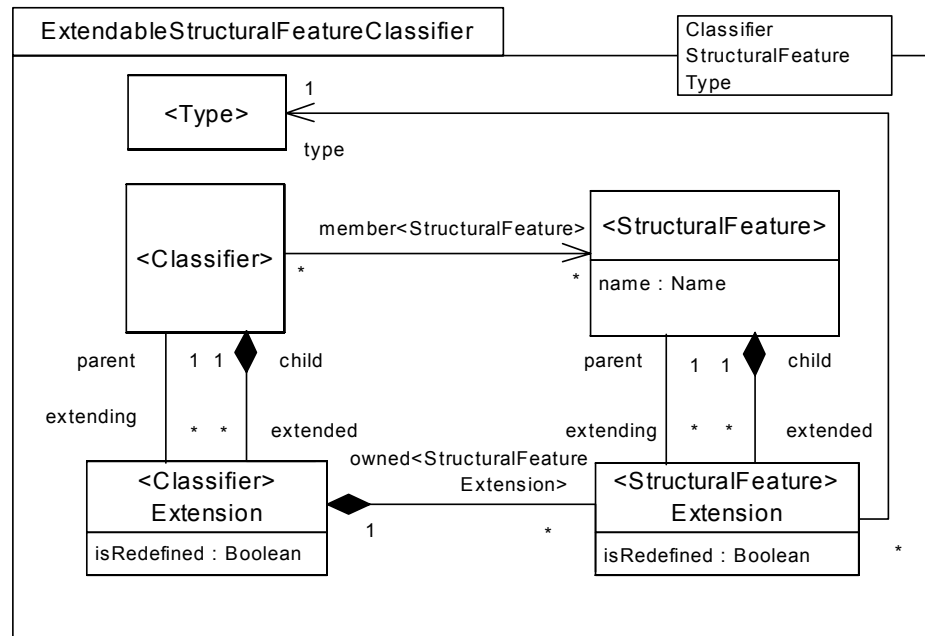 ExtendableStructuralFeatureClassifier
Classifier
StructuralFeature
Type
<Type>
1
type
<Classifier>
member<StructuralFeature>
*
*
<StructuralFeature>
name : Name
parent
1
1
child
parent
1
1
child
extending
*
*
extended
extending
*
*
extended
<Classifier>
Extension
isRedefined : Boolean
owned<StructuralFeature
Extension>
1
*
<StructuralFeature>
Extension
isRedefined : Boolean
*